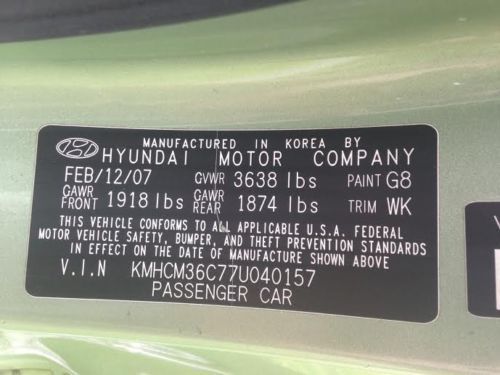 MANUFACTURED IN KOREA BY
HYUNDAI MOTOR COMPANY
FEB/12/07 GVWR 3638 lbs PAINT G8
GAWR FRONT 1918 lbs GAWR REAR 1874 lbs TRIM WK
THIS VEHICLE CONFORMS TO ALL APPLICABLE U.S.A. FEDERAL
MOTOR VEHICLE SAFETY, BUMPER, AND THEFT PREVENTION STANDARDS
IN EFFECT ON THE DATE OF MANUFACTURE SHOWN ABOVE
V.I.N KMHCM36C77U040157
PASSENGER CAR